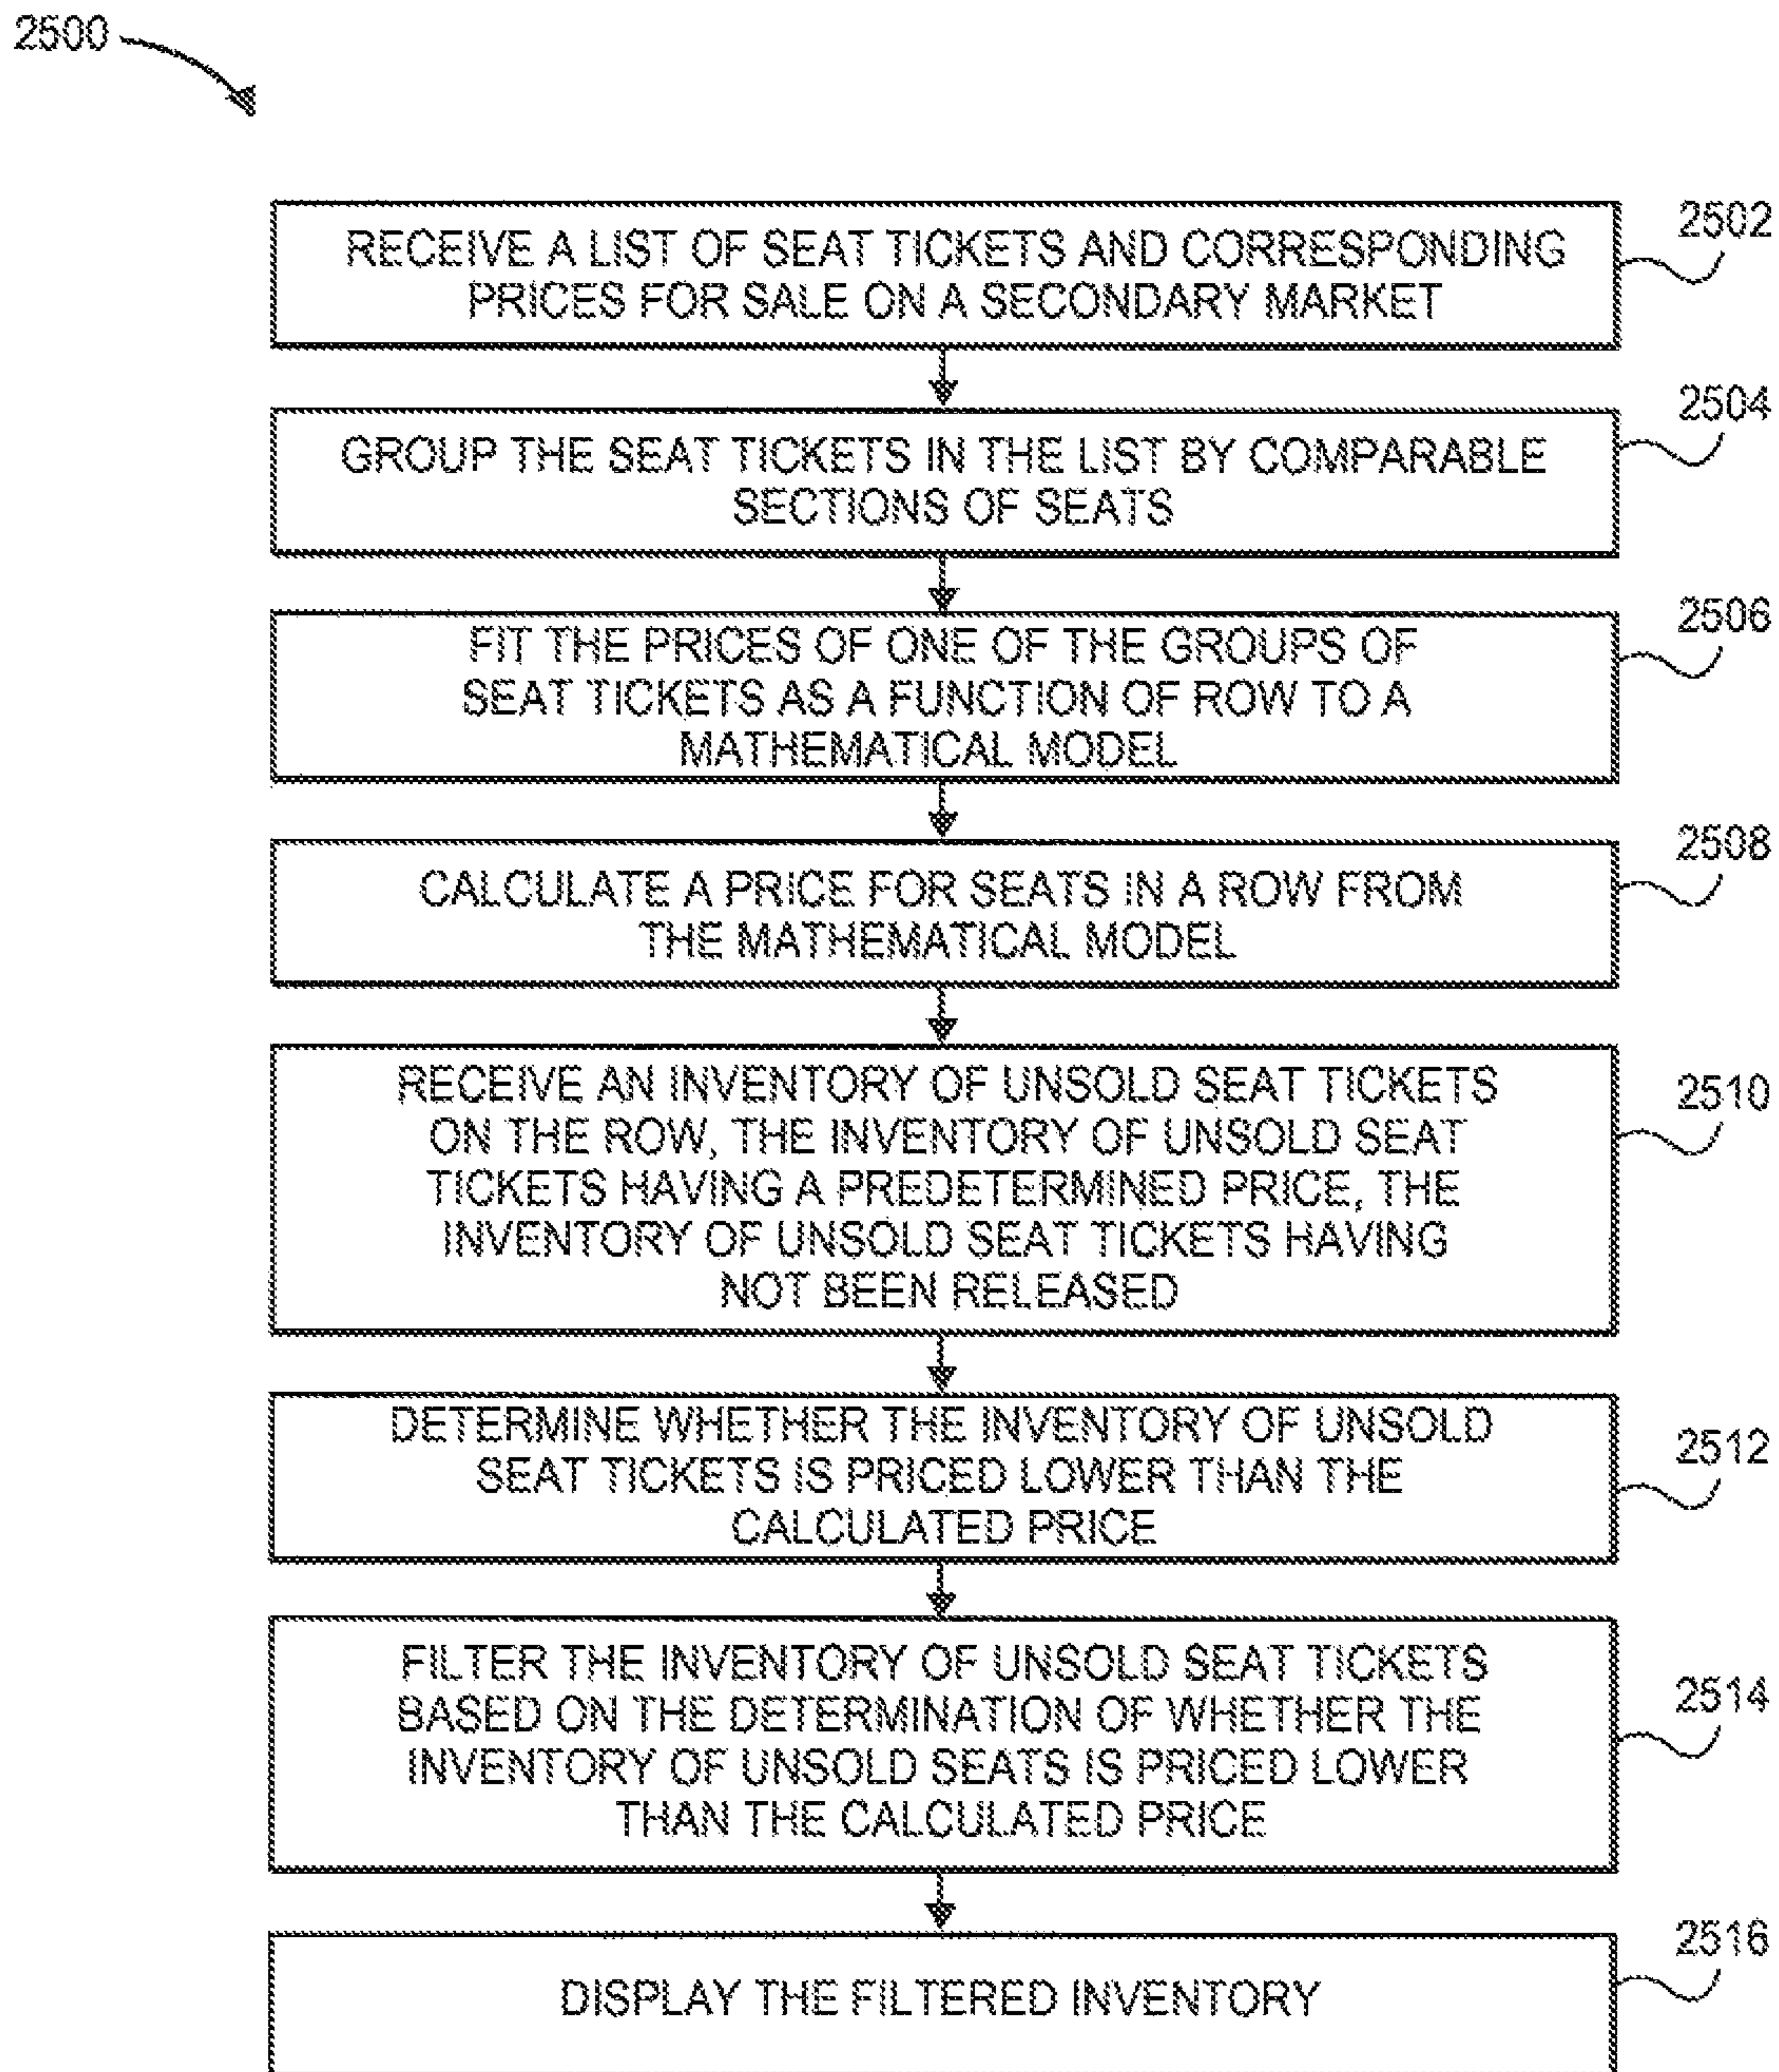 2500
RECEIVE A LIST OF SEAT TICKETS AND CORRESPONDING
PRICES FOR SALE ON A SECONDARY MARKET
2502
GROUP THE SEAT TICKETS IN THE LIST BY COMPARABLE
SECTIONS OF SEATS
2504
FIT THE PRICES OF ONE OF THE GROUPS OF
SEAT TICKETS AS A FUNCTION OF ROW TO A
MATHEMATICAL MODEL
2506
CALCULATE A PRICE FOR SEATS IN A ROW FROM
THE MATHEMATICAL MODEL
2508
RECEIVE AN INVENTORY OF UNSOLD SEAT TICKETS
ON THE ROW, THE INVENTORY OF UNSOLD SEAT
TICKETS HAVING A PREDETERMINED PRICE, THE
INVENTORY OF UNSOLD SEAT TICKETS HAVING
NOT BEEN RELEASED
2510
DETERMINE WHETHER THE INVENTORY OF UNSOLD
SEAT TICKETS IS PRICED LOWER THAN THE
CALCULATED PRICE
2512
FILTER THE INVENTORY OF UNSOLD SEAT TICKETS
BASED ON THE DETERMINATION OF WHETHER THE
INVENTORY OF UNSOLD SEATS IS PRICED LOWER
THAN THE CALCULATED PRICE
2514
DISPLAY THE FILTERED INVENTORY
2516